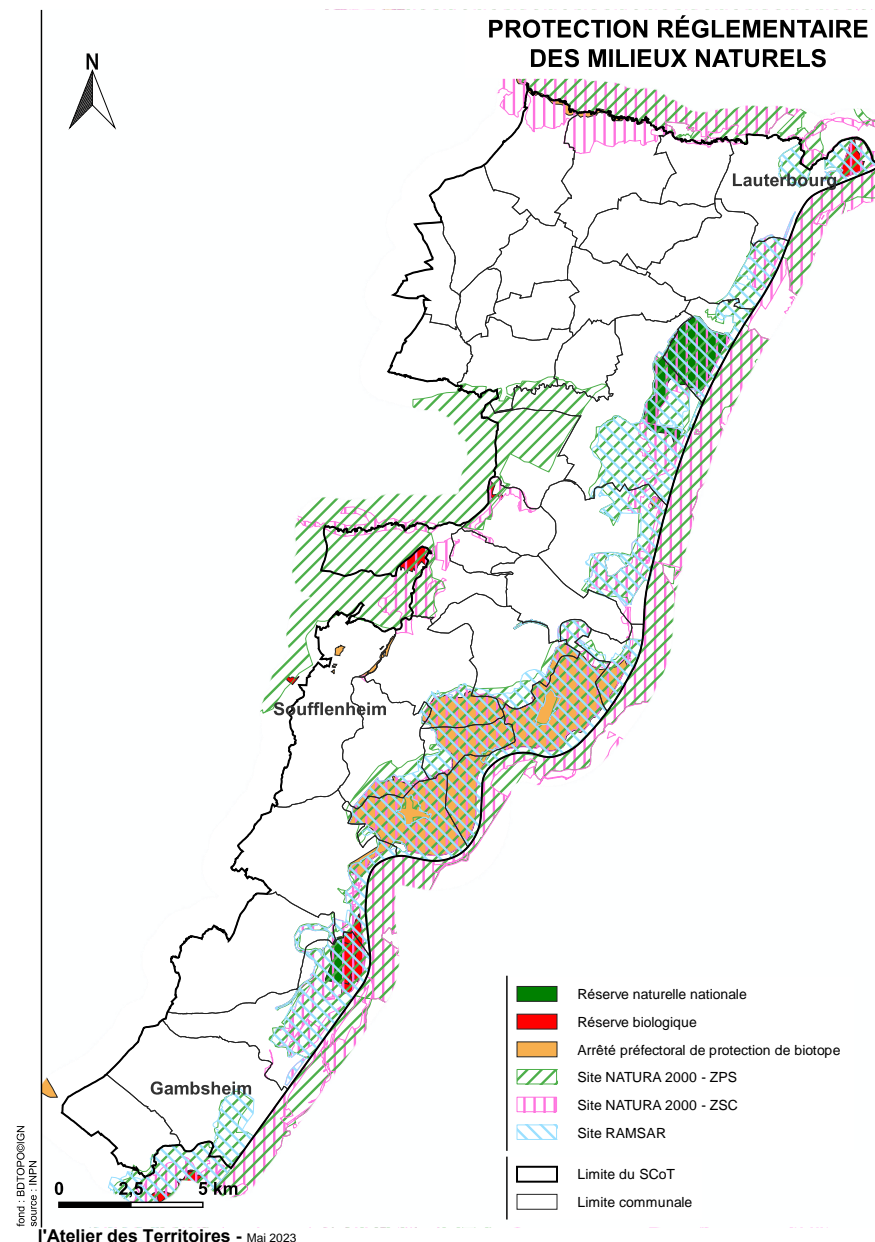 PROTECTION RÉGLEMENTAIRE
DES MILIEUX NATURELS
N
Lauterbourg
Soufflenheim
Gambsheim
Réserve naturelle nationale
Réserve biologique
Arrêté préfectoral de protection de biotope
Site NATURA 2000 - ZPS
Site NATURA 2000 - ZSC
Site RAMSAR
Limite du SCoT
Limite communale
0 2,5 5 km
fond : BDTOPO©IGN
source : INPN
l'Atelier des Territoires - Mai 2023